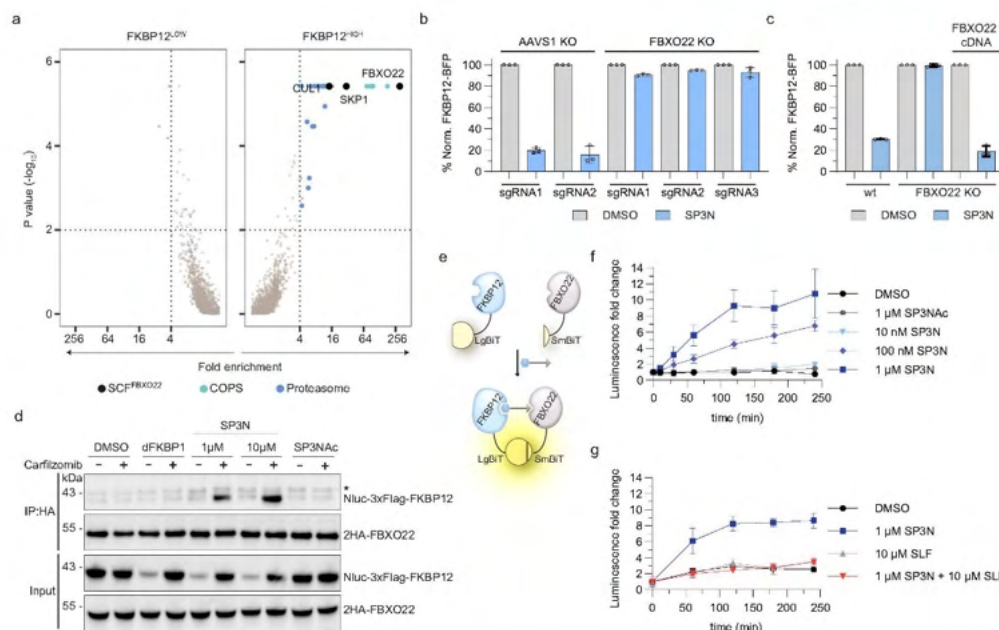 a
FKBP12LOW
FKBP12HIGH
P value (-log10)
6
4
2
0
FBXO22
CUL1
SKP1
256 64 16 4
4 16 64 256
Fold enrichment
SCFFBXO22
COPS
Proteasome
b
AAVS1 KO
FBXO22 KO
% Norm. FKBP12-BFP
100
80
60
40
20
0
sgRNA1
sgRNA2
sgRNA1
sgRNA2
sgRNA3
DMSO
SP3N
c
FBXO22
cDNA
% Norm. FKBP12-BFP
100
80
60
40
20
0
wt
FBXO22 KO
DMSO
SP3N
d
SP3N
DMSO
dFKBP1
1µM
10µM
SP3NAc
Carfilzomib
- + - + - + - + - +
kDa
IP:HA
43 -
*
Nluc-3xFlag-FKBP12
55 -
2HA-FBXO22
Input
43 -
Nluc-3xFlag-FKBP12
55 -
2HA-FBXO22
e
FKBP12
FBXO22
LgBiT
SmBiT
FKBP12
FBXO22
LgBiT
SmBiT
f
Luminescence fold change
14
12
10
8
6
4
2
0
0 50 100 150 200 250
time (min)
DMSO
1 µM SP3NAc
10 nM SP3N
100 nM SP3N
1 µM SP3N
g
Luminescence fold change
14
12
10
8
6
4
2
0
0 50 100 150 200 250
time (min)
DMSO
1 µM SP3N
10 µM SLF
1 µM SP3N + 10 µM SL